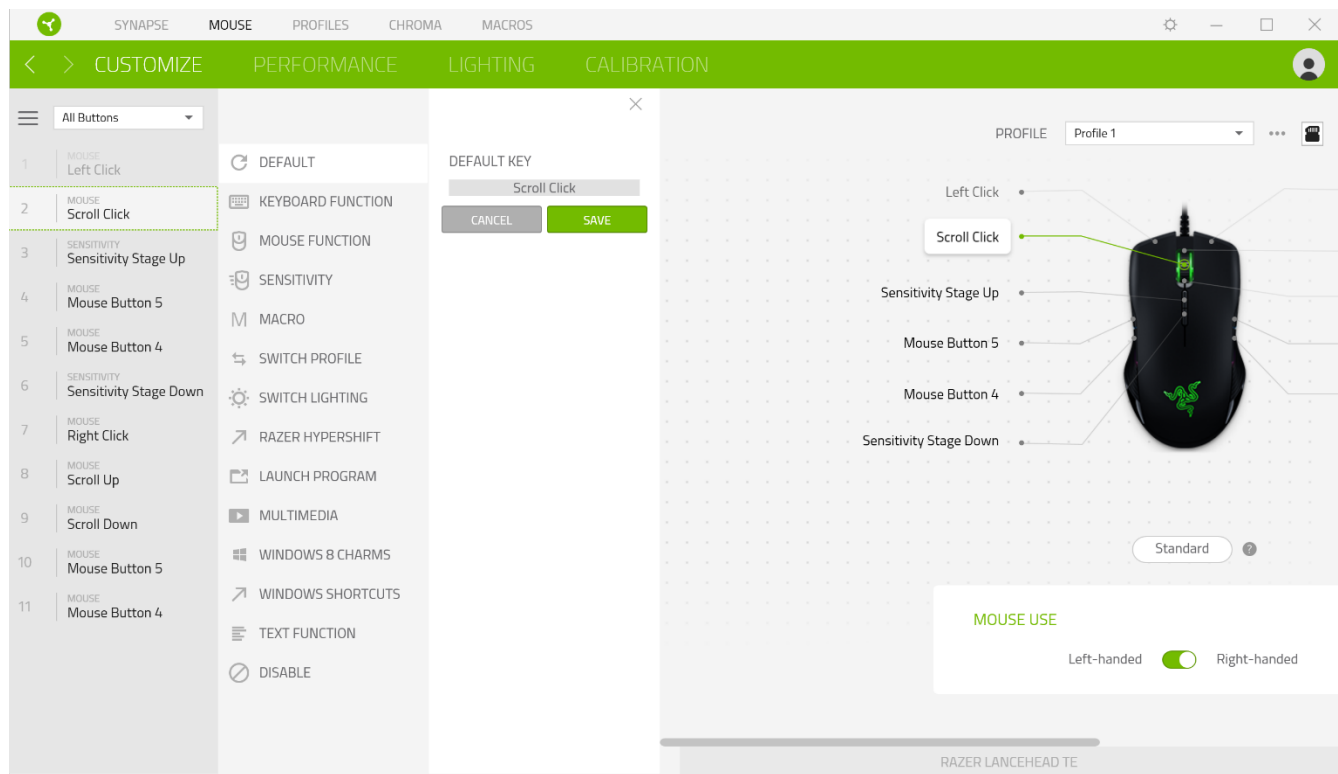 SYNAPSE MOUSE PROFILES CHROMA MACROS
CUSTOMIZE PERFORMANCE LIGHTING CALIBRATION
All Buttons
1 MOUSE
Left Click
2 MOUSE
Scroll Click
3 SENSITIVITY
Sensitivity Stage Up
4 MOUSE
Mouse Button 5
5 MOUSE
Mouse Button 4
6 SENSITIVITY
Sensitivity Stage Down
7 MOUSE
Right Click
8 MOUSE
Scroll Up
9 MOUSE
Scroll Down
10 MOUSE
Mouse Button 5
11 MOUSE
Mouse Button 4
DEFAULT
KEYBOARD FUNCTION
MOUSE FUNCTION
SENSITIVITY
MACRO
SWITCH PROFILE
SWITCH LIGHTING
RAZER HYPERSHIFT
LAUNCH PROGRAM
MULTIMEDIA
WINDOWS 8 CHARMS
WINDOWS SHORTCUTS
TEXT FUNCTION
DISABLE
DEFAULT KEY
Scroll Click
CANCEL SAVE
PROFILE Profile 1
Left Click
Scroll Click
Sensitivity Stage Up
Mouse Button 5
Mouse Button 4
Sensitivity Stage Down
Standard ?
MOUSE USE
Left-handed Right-handed
RAZER LANCEHEAD TE